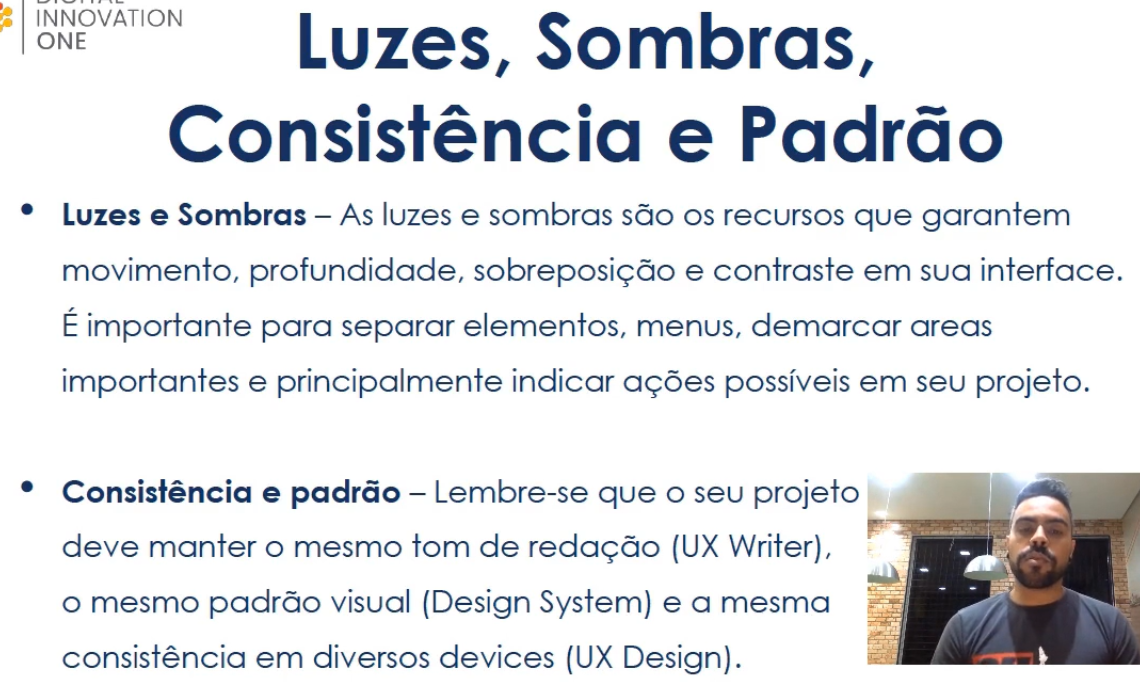 DIGITAL
INNOVATION
ONE
Luzes, Sombras,
Consistência e Padrão
• Luzes e Sombras – As luzes e sombras são os recursos que garantem
movimento, profundidade, sobreposição e contraste em sua interface.
É importante para separar elementos, menus, demarcar areas
importantes e principalmente indicar ações possíveis em seu projeto.
• Consistência e padrão – Lembre-se que o seu projeto
deve manter o mesmo tom de redação (UX Writer),
o mesmo padrão visual (Design System) e a mesma
consistência em diversos devices (UX Design).